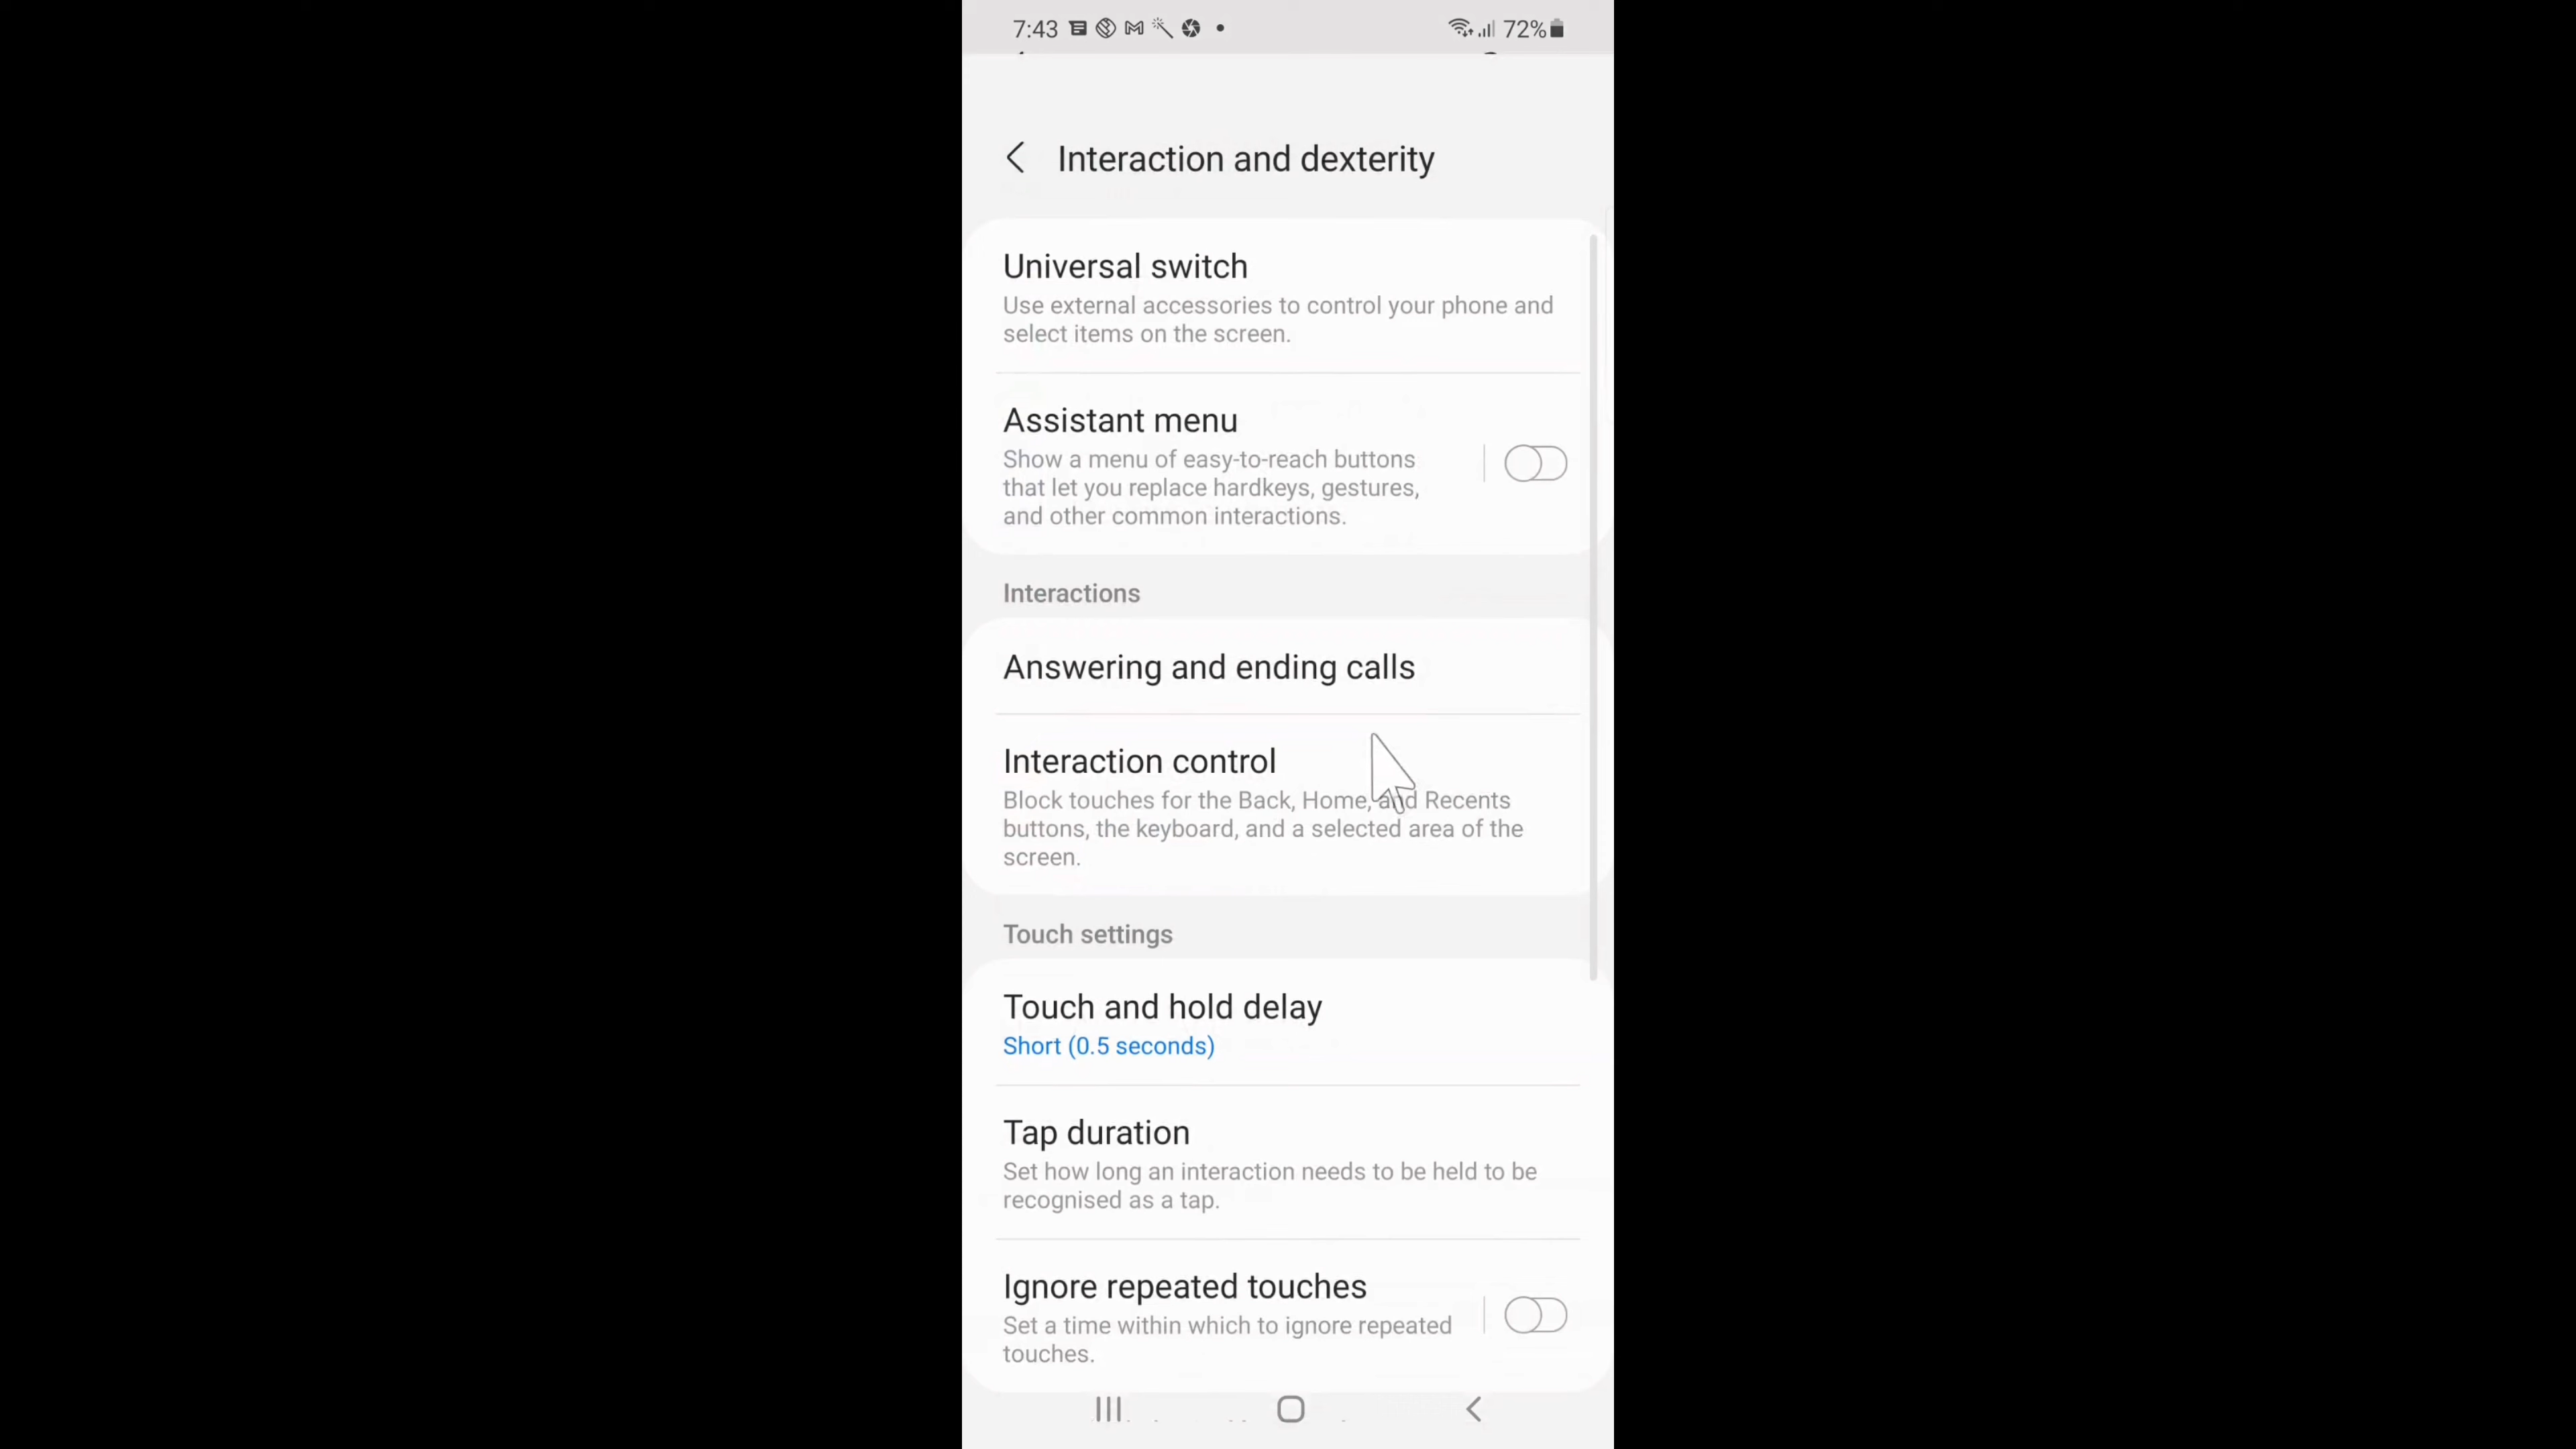 7:43 72%
Interaction and dexterity
Universal switch
Use external accessories to control your phone and
select items on the screen.
Assistant menu
Show a menu of easy-to-reach buttons
that let you replace hardkeys, gestures,
and other common interactions.
Interactions
Answering and ending calls
Interaction control
Block touches for the Back, Home, and Recents
buttons, the keyboard, and a selected area of the
screen.
Touch settings
Touch and hold delay
Short (0.5 seconds)
Tap duration
Set how long an interaction needs to be held to be
recognised as a tap.
Ignore repeated touches
Set a time within which to ignore repeated
touches.